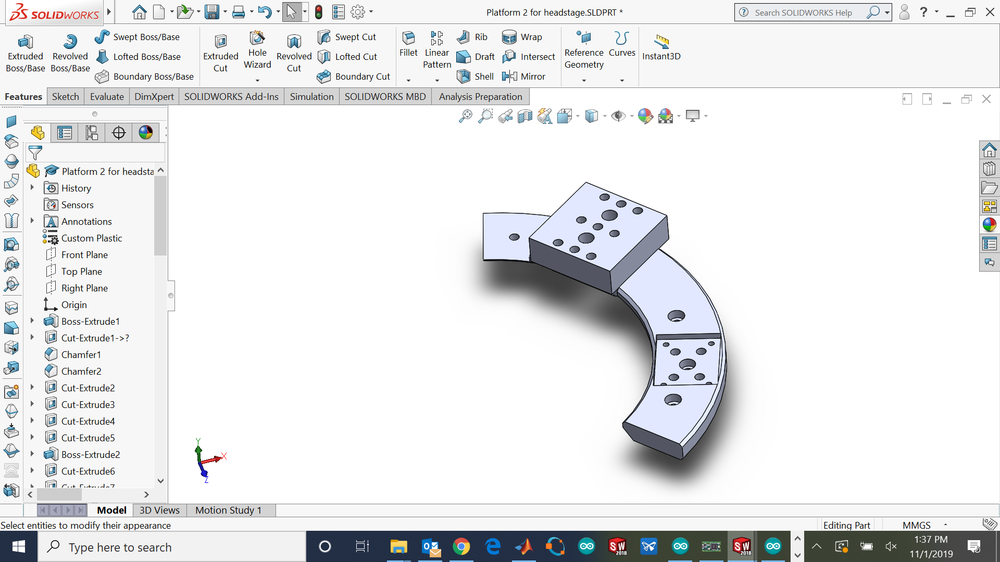 SOLIDWORKS
Platform 2 for headstage.SLDPRT *
Search SOLIDWORKS Help
?
Extruded Boss/Base
Revolved Boss/Base
Swept Boss/Base
Lofted Boss/Base
Boundary Boss/Base
Extruded Cut
Hole Wizard
Revolved Cut
Swept Cut
Lofted Cut
Boundary Cut
Fillet
Linear Pattern
Rib
Draft
Shell
Wrap
Intersect
Mirror
Reference Geometry
Curves
Instant3D
Features
Sketch
Evaluate
DimXpert
SOLIDWORKS Add-Ins
Simulation
SOLIDWORKS MBD
Analysis Preparation
Platform 2 for headsta
History
Sensors
Annotations
Custom Plastic
Front Plane
Top Plane
Right Plane
Origin
Boss-Extrude1
Cut-Extrude1->?
Chamfer1
Chamfer2
Cut-Extrude2
Cut-Extrude3
Cut-Extrude4
Cut-Extrude5
Boss-Extrude2
Cut-Extrude6
Cut-Extrude7
Y
X
Z
Model
3D Views
Motion Study 1
Select entities to modify their appearance
Editing Part
MMGS
Type here to search
SW 2018
SW 2018
1:37 PM
11/1/2019